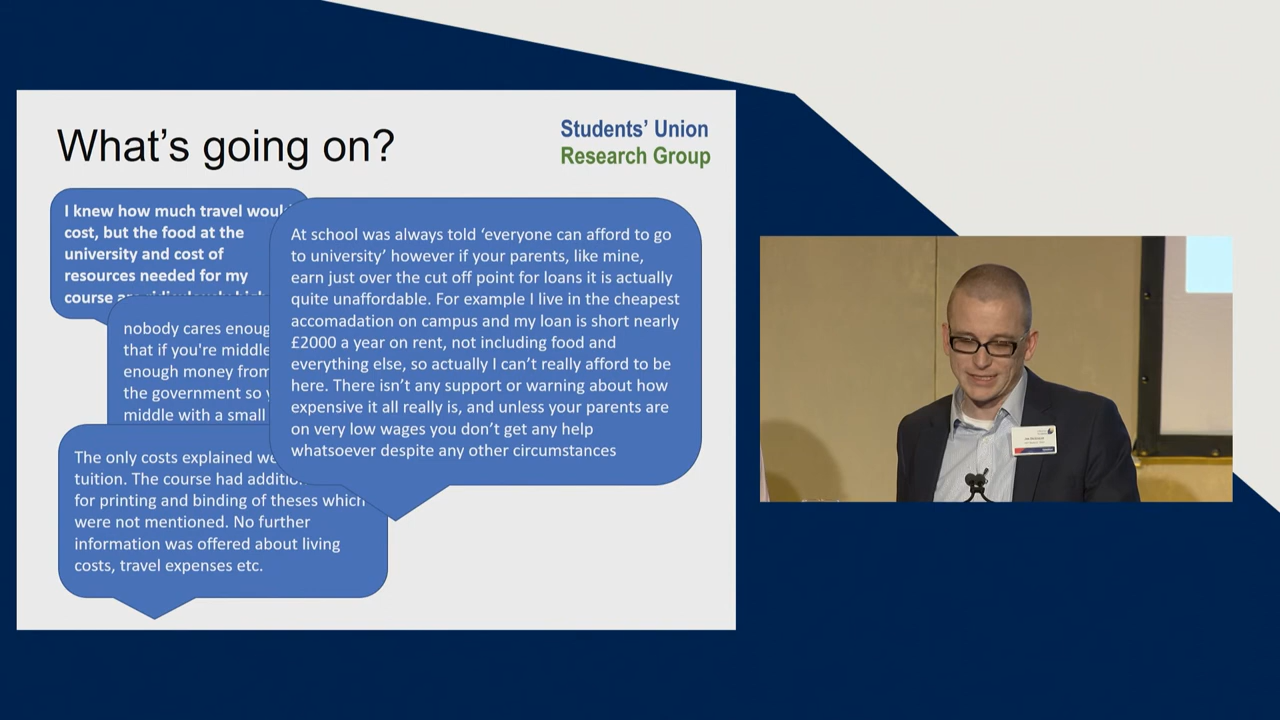 What's going on?
Students' Union
Research Group
I knew how much travel
cost, but the food at the
university and cost of
resources needed for my
course
nobody cares
that if you're middle
enough money from
the government so
middle with a small
The only costs explained
tuition. The course had
for printing and binding of theses which
were not mentioned. No further
information was offered about living
costs, travel expenses etc.
At school was always told ‘everyone can afford to go
to university’ however if your parents, like mine,
earn just over the cut off point for loans it is actually
quite unaffordable. For example I live in the cheapest
accomadation on campus and my loan is short nearly
£2000 a year on rent, not including food and
everything else, so actually I can’t really afford to be
here. There isn’t any support or warning about how
expensive it all really is, and unless your parents are
on very low wages you don’t get any help
whatsoever despite any other circumstances